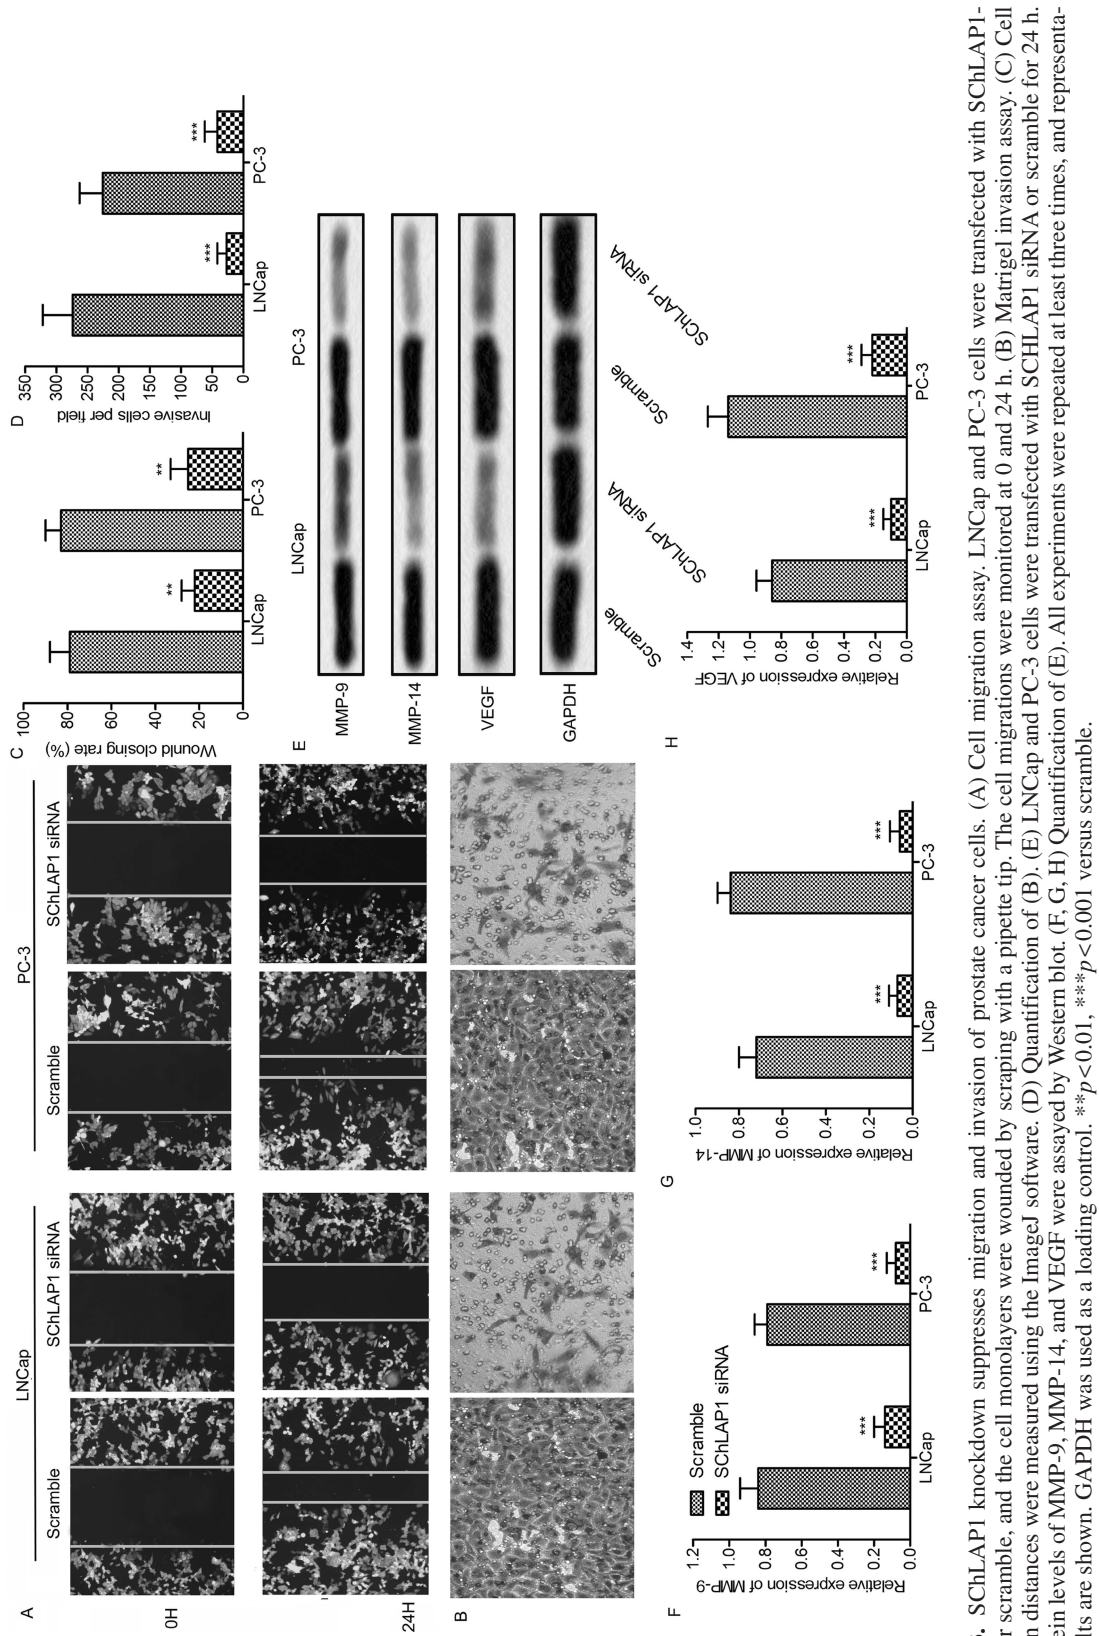 A
LNCap
PC-3
Scramble
SChLAP1 siRNA
Scramble
SChLAP1 siRNA
0H
24H
B
C
Wound closing rate (%)
100
80
60
40
20
0
**
**
LNCap
PC-3
D
Invasive cells per field
350
300
250
200
150
100
50
0
***
***
LNCap
PC-3
E
LNCap
PC-3
MMP-9
MMP-14
VEGF
GAPDH
Scramble
SChLAP1 siRNA
Scramble
SChLAP1 siRNA
F
Relative expression of MMP-9
1.2
1.0
0.8
0.6
0.4
0.2
0.0
Scramble
SChLAP1 siRNA
***
***
LNCap
PC-3
G
Relative expression of MMP-14
1.0
0.8
0.6
0.4
0.2
0.0
***
***
LNCap
PC-3
H
Relative expression of VEGF
1.4
1.2
1.0
0.8
0.6
0.4
0.2
0.0
***
***
LNCap
PC-3
SChLAP1 knockdown suppresses migration and invasion of prostate cancer cells. (A) Cell migration assay. LNCap and PC-3 cells were transfected with SChLAP1-
r scramble, and the cell monolayers were wounded by scraping with a pipette tip. The cell migrations were monitored at 0 and 24 h. (B) Matrigel invasion assay. (C) Cell
n distances were measured using the ImageJ software. (D) Quantification of (B). (E) LNCap and PC-3 cells were transfected with SCHLAP1 siRNA or scramble for 24 h.
ein levels of MMP-9, MMP-14, and VEGF were assayed by Western blot. (F, G, H) Quantification of (E). All experiments were repeated at least three times, and representa-
lts are shown. GAPDH was used as a loading control. **p<0.01, ***p<0.001 versus scramble.